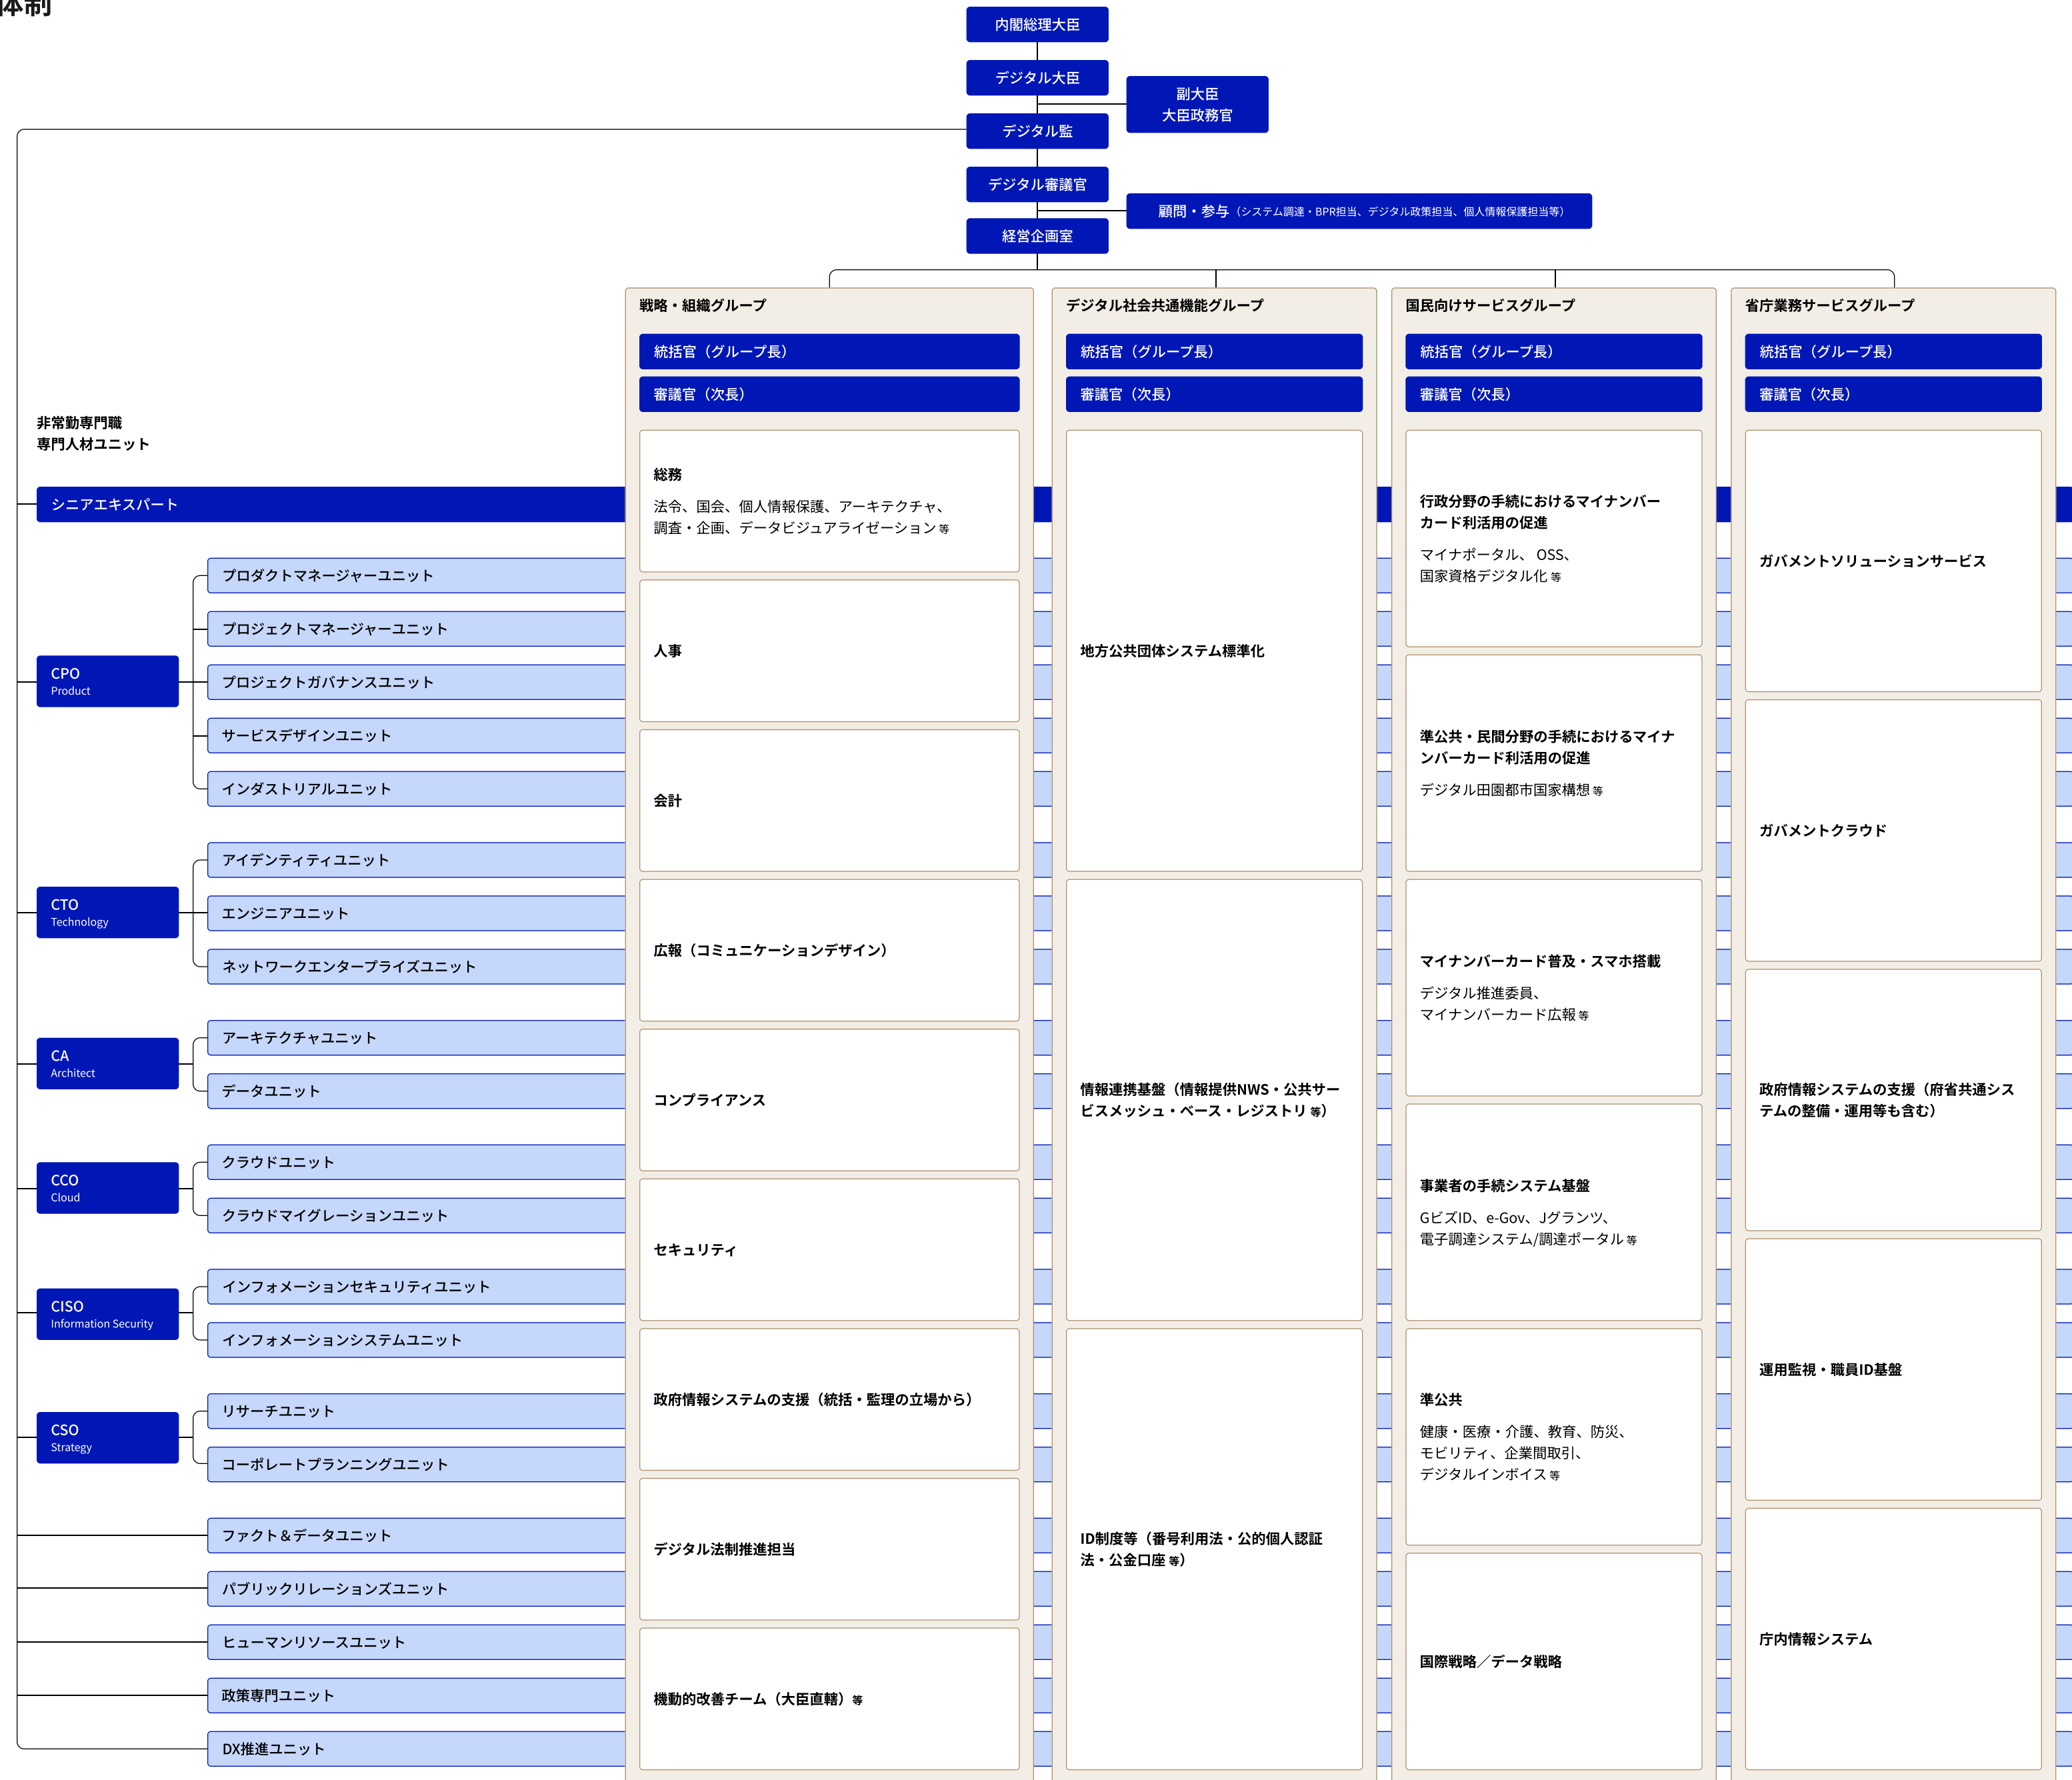 体制
内閣総理大臣
デジタル大臣
副大臣
大臣政務官
デジタル監
デジタル審議官
顧問・参与（システム調達・BPR担当、デジタル政策担当、個人情報保護担当等）
経営企画室
非常勤専門職
専門人材ユニット
シニアエキスパート
CPO
Product
プロダクトマネージャーユニット
プロジェクトマネージャーユニット
プロジェクトガバナンスユニット
サービスデザインユニット
インダストリアルユニット
CTO
Technology
アイデンティティユニット
エンジニアユニット
ネットワークエンタープライズユニット
CA
Architect
アーキテクチャユニット
データユニット
CCO
Cloud
クラウドユニット
クラウドマイグレーションユニット
CISO
Information Security
インフォメーションセキュリティユニット
インフォメーションシステムユニット
CSO
Strategy
リサーチユニット
コーポレートプランニングユニット
ファクト＆データユニット
パブリックリレーションズユニット
ヒューマンリソースユニット
政策専門ユニット
DX推進ユニット
戦略・組織グループ
統括官（グループ長）
審議官（次長）
総務
法令、国会、個人情報保護、アーキテクチャ、
調査・企画、データビジュアライゼーション 等
人事
会計
広報（コミュニケーションデザイン）
コンプライアンス
セキュリティ
政府情報システムの支援（統括・監理の立場から）
デジタル法制推進担当
機動的改善チーム（大臣直轄）等
デジタル社会共通機能グループ
統括官（グループ長）
審議官（次長）
地方公共団体システム標準化
情報連携基盤（情報提供NWS・公共サー
ビスメッシュ・ベース・レジストリ 等）
ID制度等（番号利用法・公的個人認証
法・公金口座 等）
国民向けサービスグループ
統括官（グループ長）
審議官（次長）
行政分野の手続におけるマイナンバー
カード利活用の促進
マイナポータル、 OSS、
国家資格デジタル化 等
準公共・民間分野の手続におけるマイナ
ンバーカード利活用の促進
デジタル田園都市国家構想 等
マイナンバーカード普及・スマホ搭載
デジタル推進委員、
マイナンバーカード広報 等
事業者の手続システム基盤
GビズID、e-Gov、Jグランツ、
電子調達システム/調達ポータル 等
準公共
健康・医療・介護、教育、防災、
モビリティ、企業間取引、
デジタルインボイス 等
国際戦略／データ戦略
省庁業務サービスグループ
統括官（グループ長）
審議官（次長）
ガバメントソリューションサービス
ガバメントクラウド
政府情報システムの支援（府省共通シス
テムの整備・運用等も含む）
運用監視・職員ID基盤
庁内情報システム